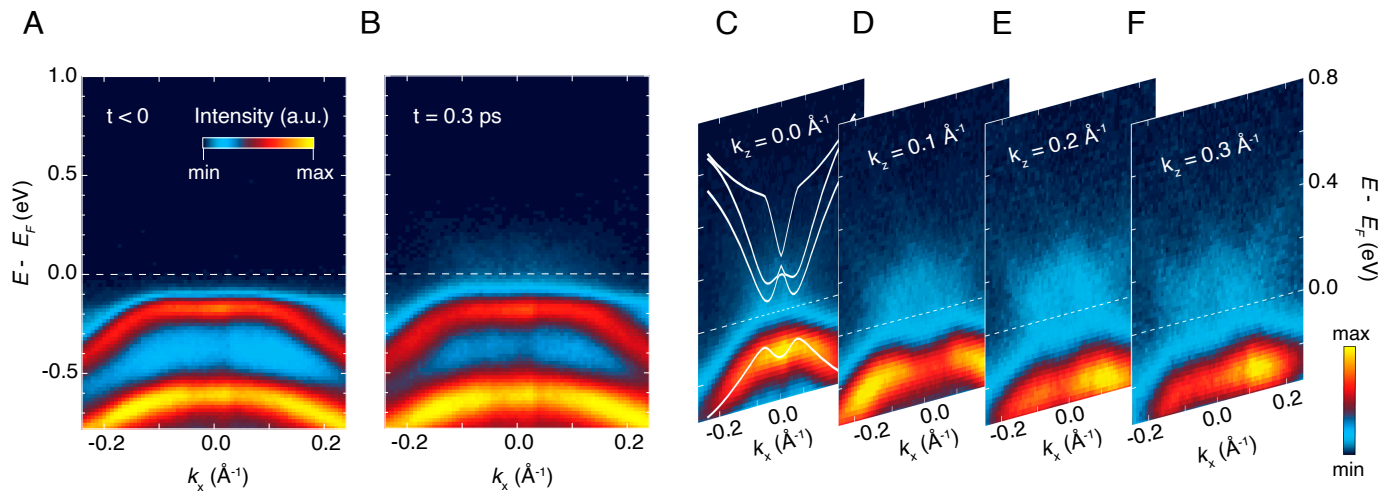 A
B
C
D
E
F
1.0
0.5
0.0
-0.5
E - E_F (eV)
t < 0
Intensity (a.u.)
min
max
-0.2
0.0
0.2
k_x (Å⁻¹)
t = 0.3 ps
-0.2
0.0
0.2
k_x (Å⁻¹)
k_z = 0.0 Å⁻¹
k_z = 0.1 Å⁻¹
k_z = 0.2 Å⁻¹
k_z = 0.3 Å⁻¹
0.8
0.4
0.0
E - E_F (eV)
max
min
-0.2
0.0
k_x (Å⁻¹)
-0.2
0.0
k_x (Å⁻¹)
-0.2
0.0
k_x (Å⁻¹)
-0.2
0.0
0.2
k_x (Å⁻¹)